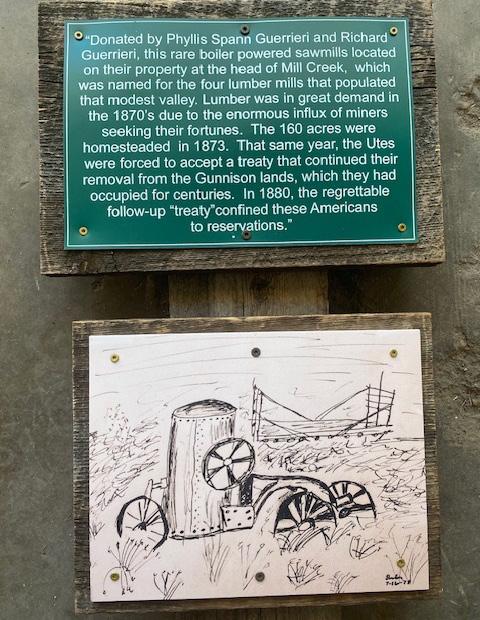 "Donated by Phyllis Spann Guerrieri and Richard
Guerrieri, this rare boiler powered sawmills located
on their property at the head of Mill Creek, which
was named for the four lumber mills that populated
that modest valley. Lumber was in great demand in
the 1870's due to the enormous influx of miners
seeking their fortunes. The 160 acres were
homesteaded in 1873. That same year, the Utes
were forced to accept a treaty that continued their
removal from the Gunnison lands, which they had
occupied for centuries. In 1880, the regrettable
follow-up "treaty"confined these Americans
to reservations."